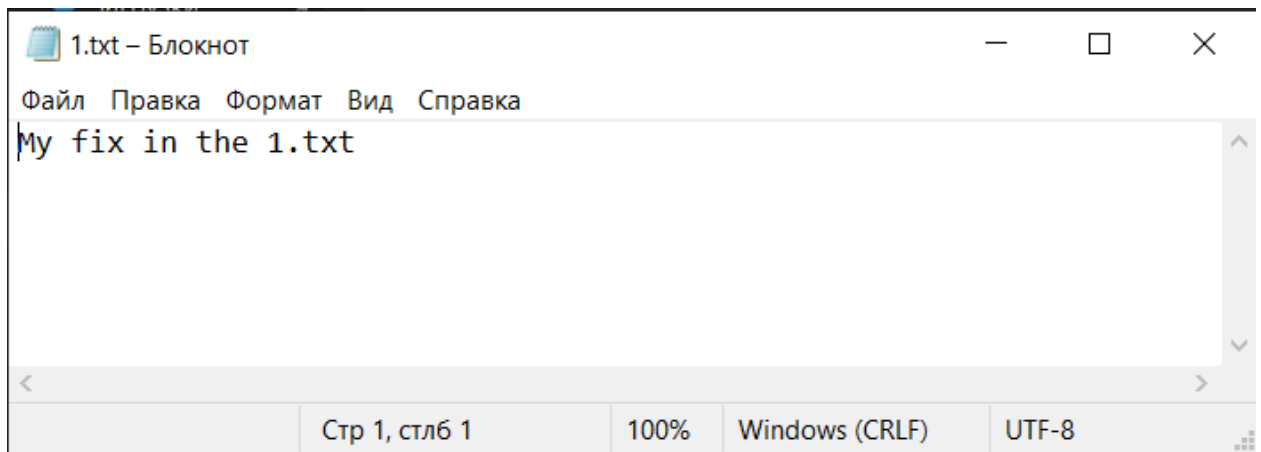 1.txt – Блокнот
Файл Правка Формат Вид Справка
My fix in the 1.txt
Стр 1, стлб 1 100% Windows (CRLF) UTF-8